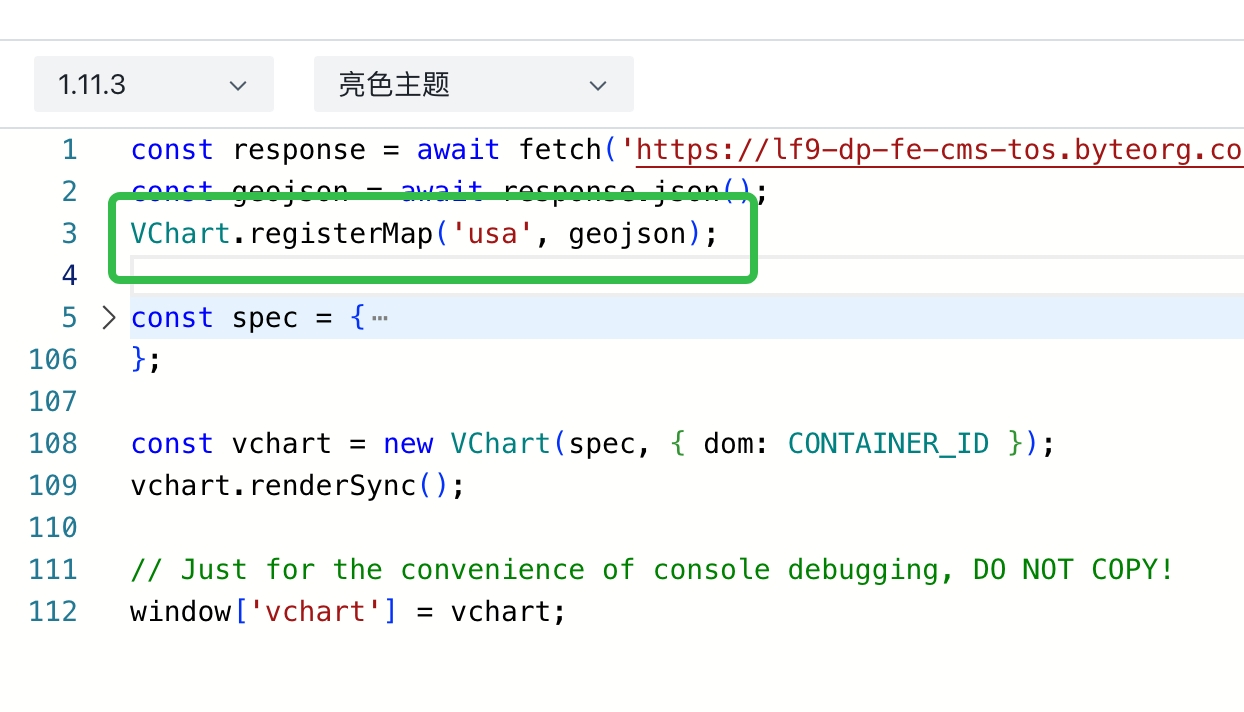 1.11.3 亮色主题
1 const response = await fetch('https://lf9-dp-fe-cms-tos.byteorg.co
2 const geojson = await response.json();
3 VChart.registerMap('usa', geojson);
4
5 const spec = {…
106 };
107
108 const vchart = new VChart(spec, { dom: CONTAINER_ID });
109 vchart.renderSync();
110
111 // Just for the convenience of console debugging, DO NOT COPY!
112 window['vchart'] = vchart;